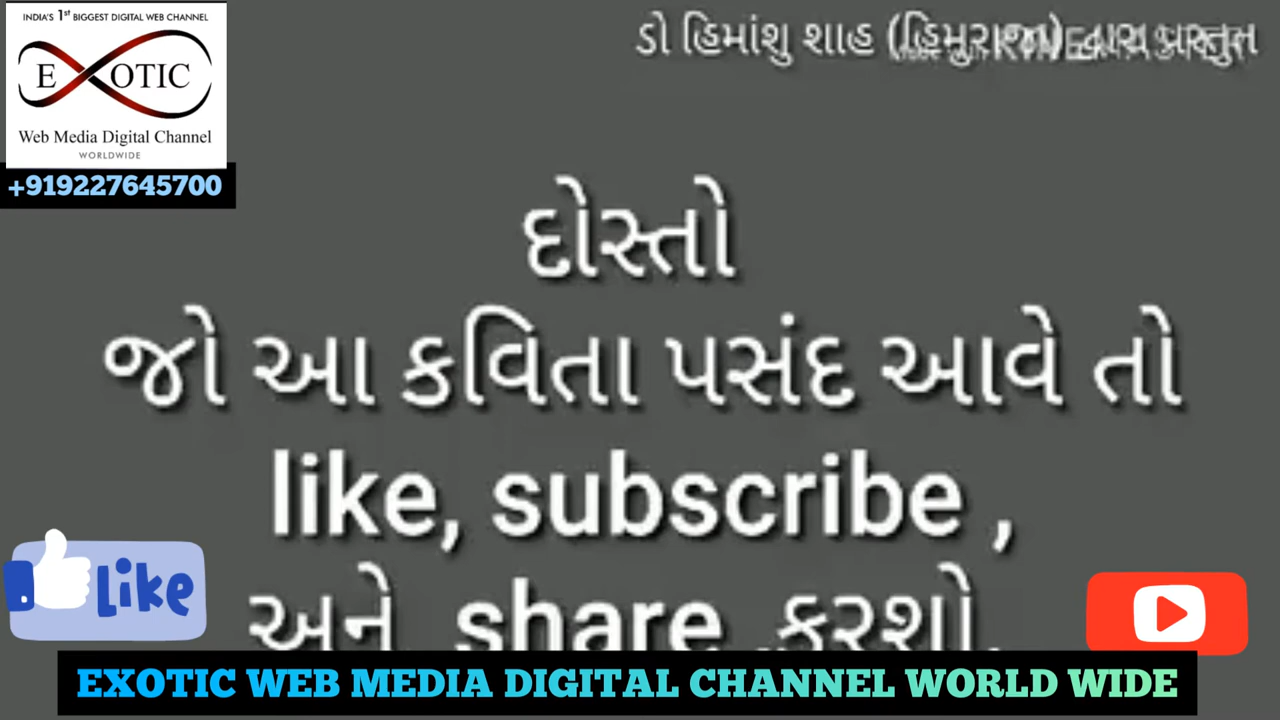 INDIA'S 1st BIGGEST DIGITAL WEB CHANNEL
EXOTIC
Web Media Digital Channel
WORLDWIDE
+919227645700
ડો હિમાંશુ શાહ (હિમુરાજા) દ્વારા પ્રસ્તુત
દોસ્તો
જો આ કવિતા પસંદ આવે તો
like, subscribe ,
અને share કરશો.
Like
EXOTIC WEB MEDIA DIGITAL CHANNEL WORLD WIDE